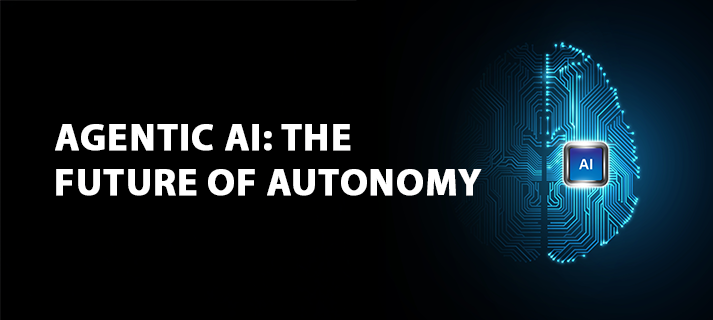 AGENTIC AI: THE
FUTURE OF AUTONOMY
AI